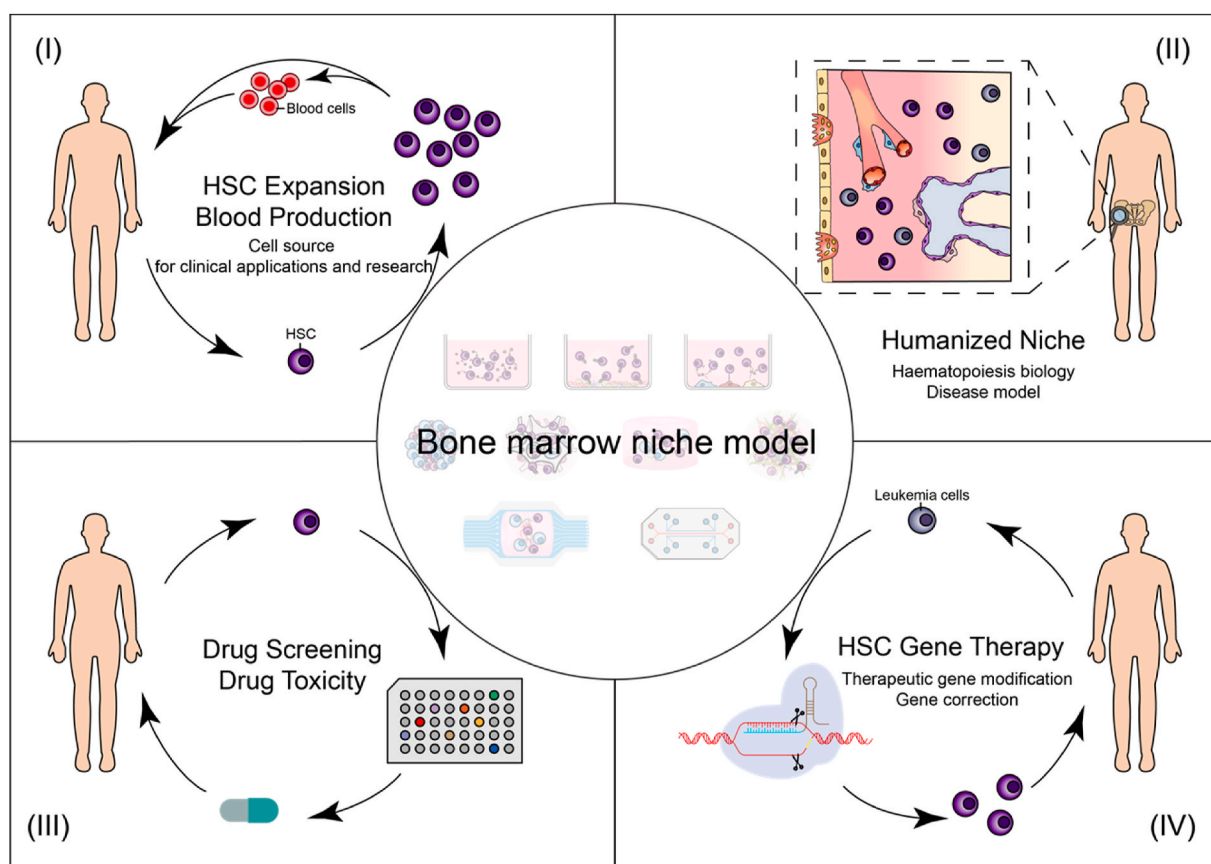 (I)
Blood cells
HSC Expansion
Blood Production
Cell source
for clinical applications and research
HSC
(II)
Humanized Niche
Haematopoiesis biology
Disease model
Bone marrow niche model
Drug Screening
Drug Toxicity
(III)
Leukemia cells
HSC Gene Therapy
Therapeutic gene modification
Gene correction
(IV)